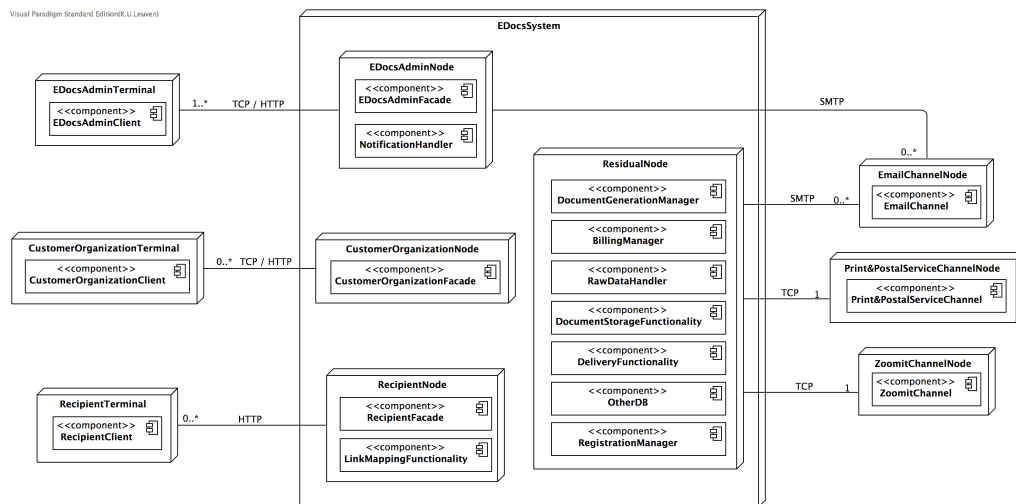 Visual Paradigm Standard Edition(K.U.Leuven)
EDocsSystem
EDocsAdminTerminal
<<component>>
EDocsAdminClient
1..*
TCP / HTTP
EDocsAdminNode
<<component>>
EDocsAdminFacade
<<component>>
NotificationHandler
SMTP
0..*
EmailChannelNode
<<component>>
EmailChannel
ResidualNode
<<component>>
DocumentGenerationManager
<<component>>
BillingManager
<<component>>
RawDataHandler
<<component>>
DocumentStorageFunctionality
<<component>>
DeliveryFunctionality
<<component>>
OtherDB
<<component>>
RegistrationManager
SMTP
0..*
CustomerOrganizationTerminal
<<component>>
CustomerOrganizationClient
0..*
TCP / HTTP
CustomerOrganizationNode
<<component>>
CustomerOrganizationFacade
TCP
1
Print&PostalServiceChannelNode
<<component>>
Print&PostalServiceChannel
TCP
1
ZoomitChannelNode
<<component>>
ZoomitChannel
RecipientTerminal
<<component>>
RecipientClient
0..*
HTTP
RecipientNode
<<component>>
RecipientFacade
<<component>>
LinkMappingFunctionality